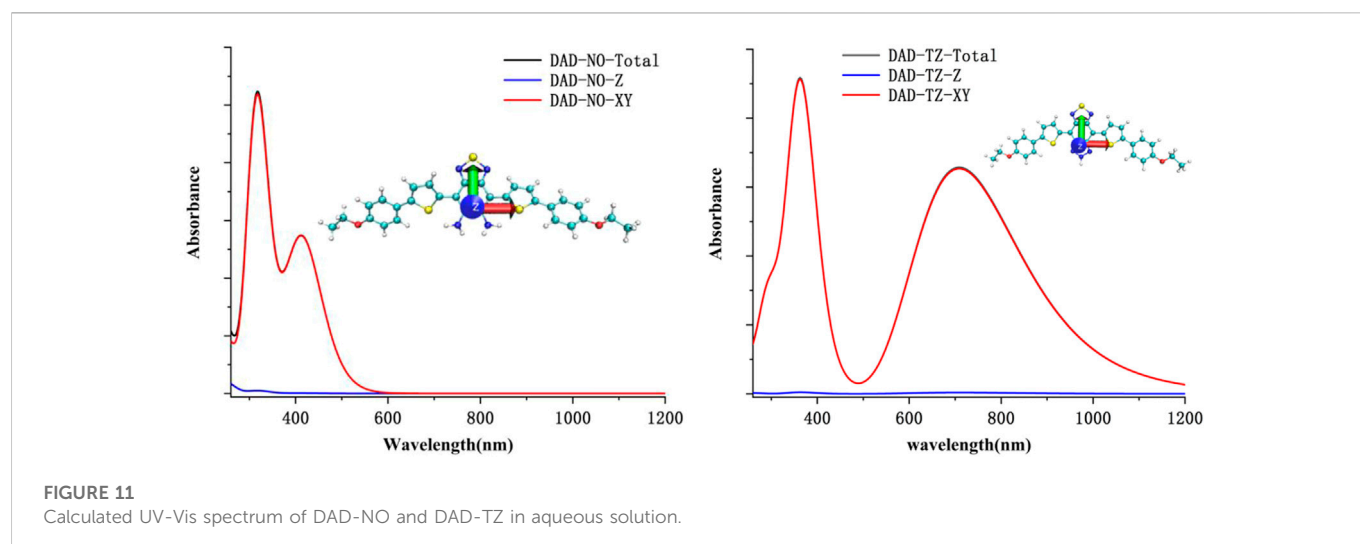 DAD-NO-Total
DAD-NO-Z
DAD-NO-XY
Z
Absorbance
400 600 800 1000 1200
Wavelength(nm)
DAD-TZ-Total
DAD-TZ-Z
DAD-TZ-XY
Z
Absorbance
400 600 800 1000 1200
wavelength(nm)
FIGURE 11
Calculated UV-Vis spectrum of DAD-NO and DAD-TZ in aqueous solution.